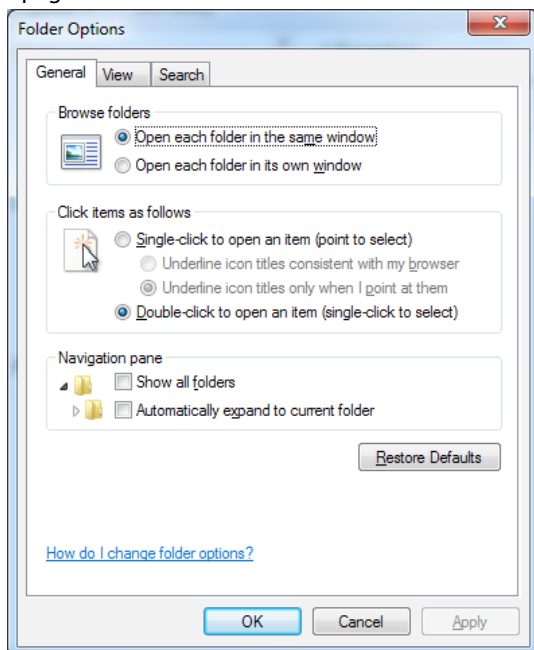 Folder Options
General View Search
Browse folders
Open each folder in the same window
Open each folder in its own window
Click items as follows
Single-click to open an item (point to select)
Underline icon titles consistent with my browser
Underline icon titles only when I point at them
Double-click to open an item (single-click to select)
Navigation pane
Show all folders
Automatically expand to current folder
Restore Defaults
How do I change folder options?
OK Cancel Apply